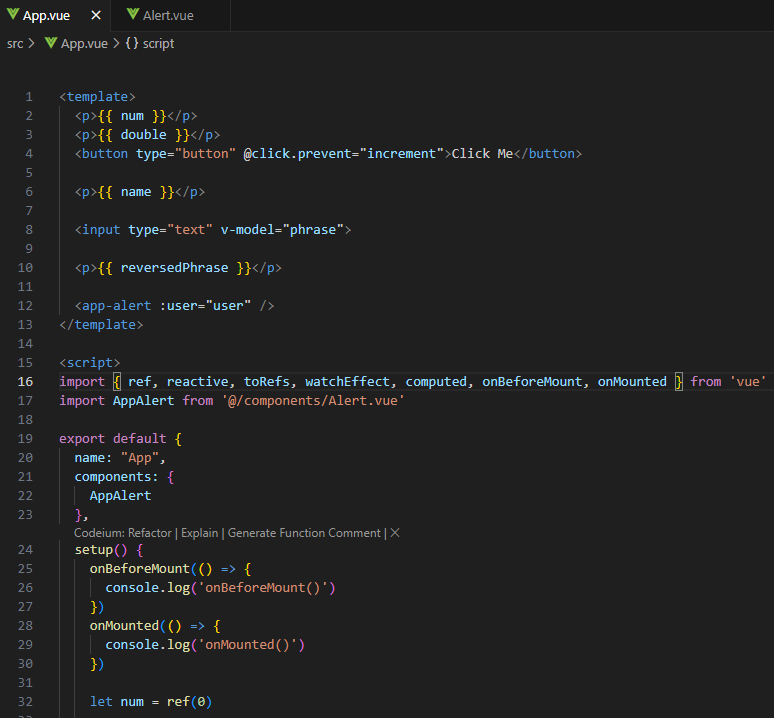 App.vue
Alert.vue
src > App.vue > {} script
1 <template>
2 <p>{{ num }}</p>
3 <p>{{ double }}</p>
4 <button type="button" @click.prevent="increment">Click Me</button>
5
6 <p>{{ name }}</p>
7
8 <input type="text" v-model="phrase">
9
10 <p>{{ reversedPhrase }}</p>
11
12 <app-alert :user="user" />
13 </template>
14
15 <script>
16 import { ref, reactive, toRefs, watchEffect, computed, onBeforeMount, onMounted } from 'vue'
17 import AppAlert from '@/components/Alert.vue'
18
19 export default {
20 name: "App",
21 components: {
22 AppAlert
23 },
Codeium: Refactor | Explain | Generate Function Comment | X
24 setup() {
25 onBeforeMount(() => {
26 console.log('onBeforeMount()')
27 })
28 onMounted(() => {
29 console.log('onMounted()')
30 })
31
32 let num = ref(0)